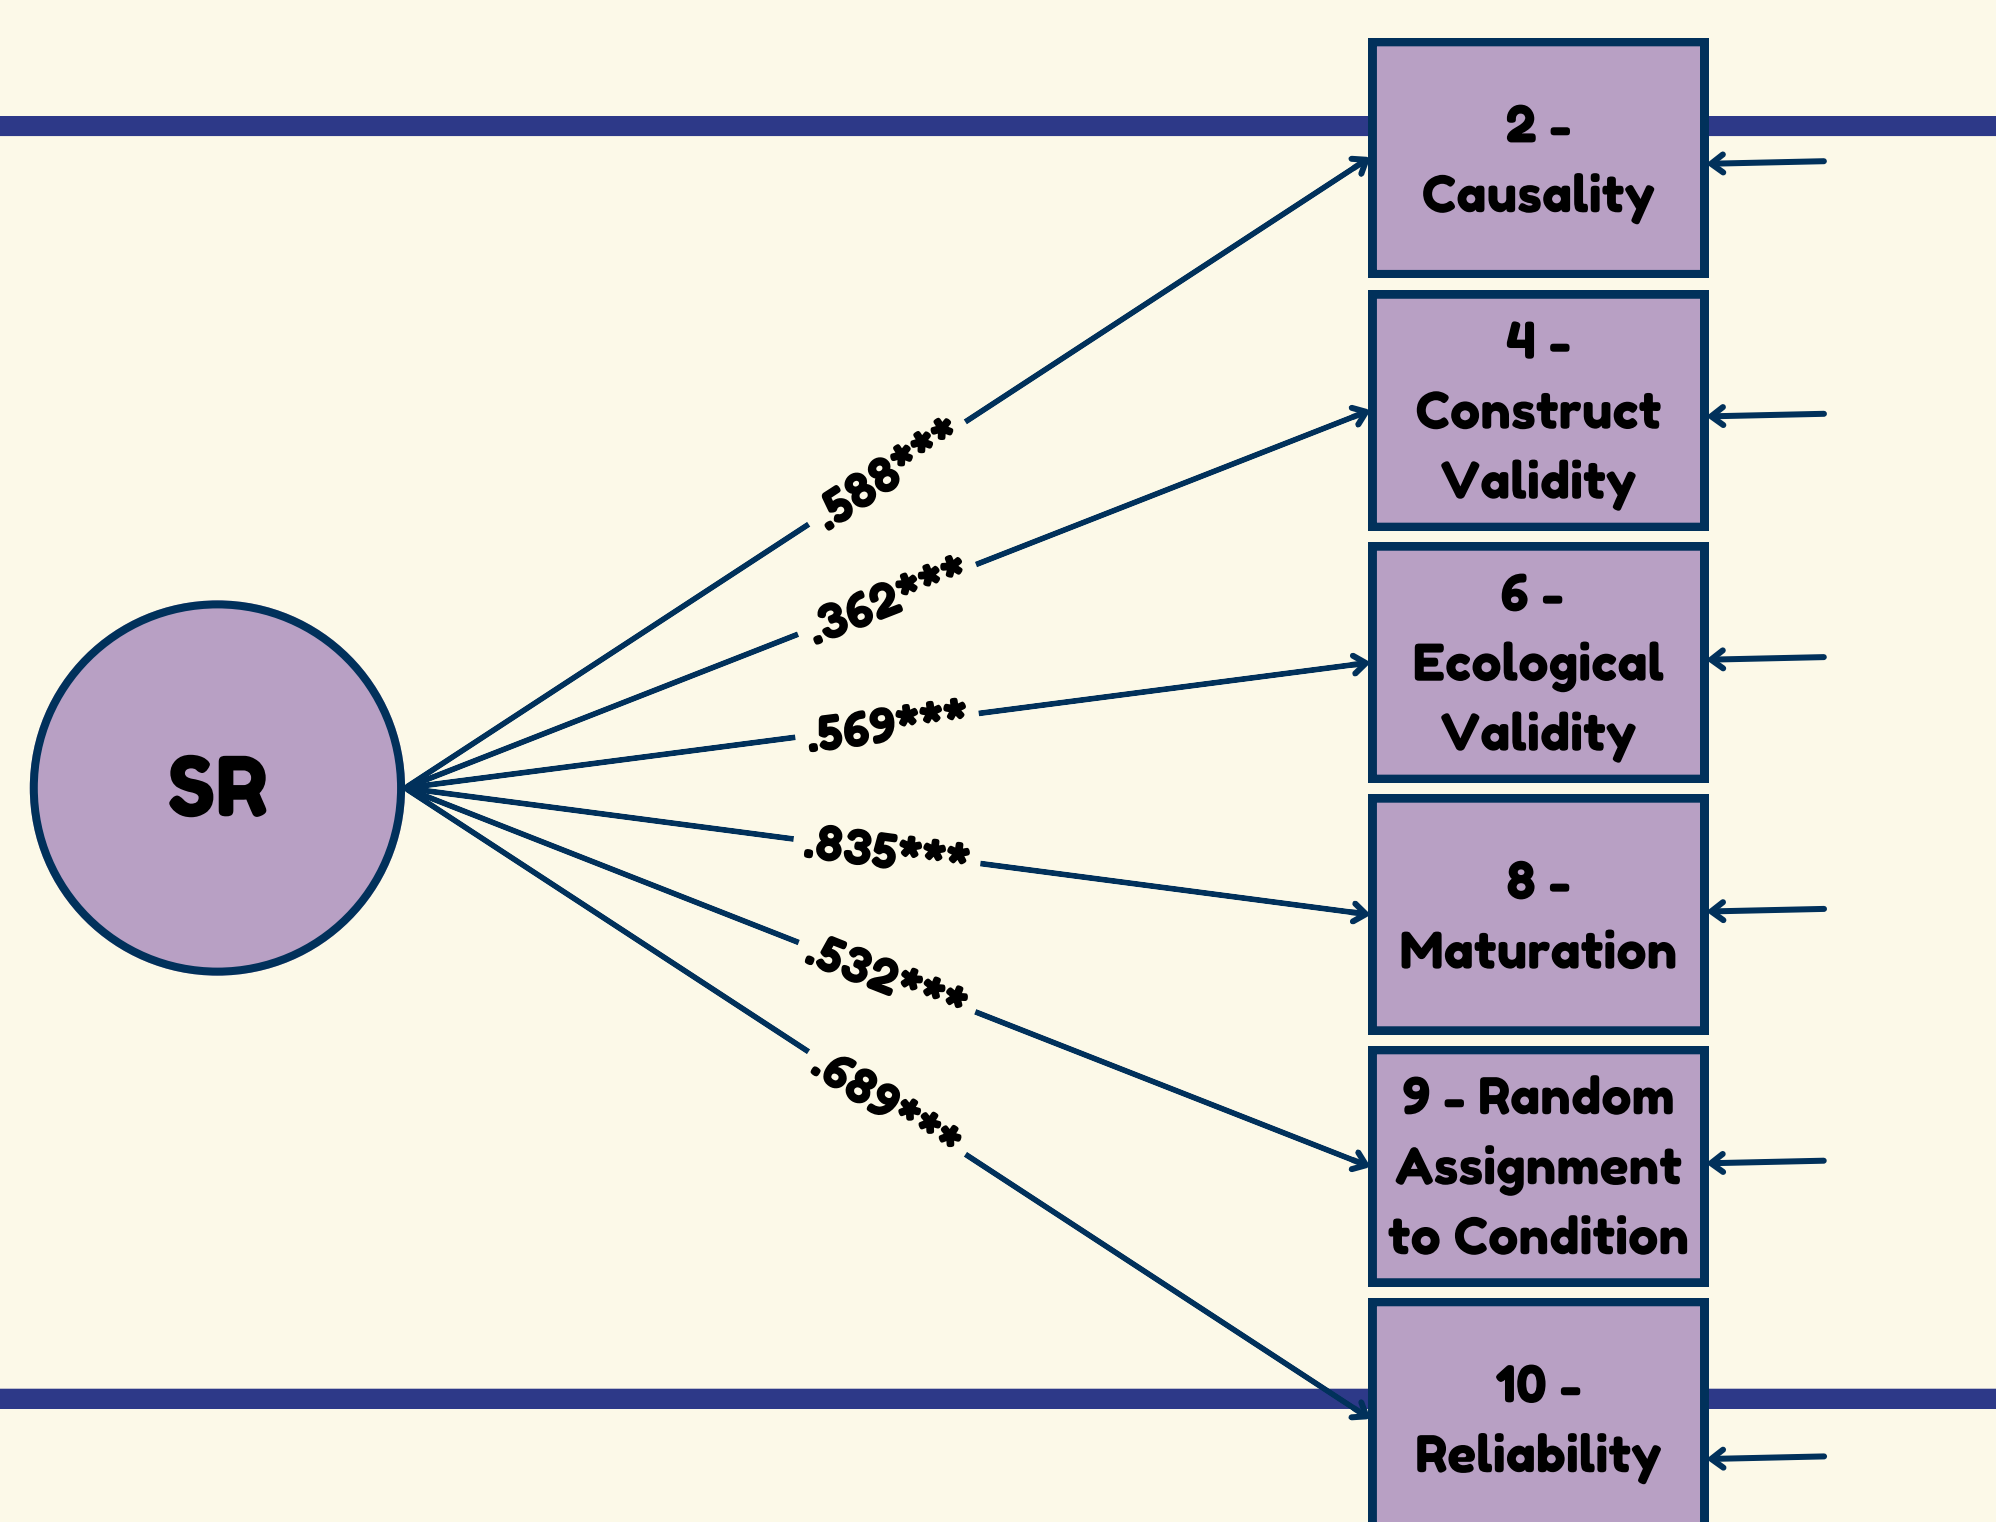 2 -
Causality
4 -
Construct
Validity
.588***
.362***
6 -
Ecological
Validity
.569***
SR
.835***
8 -
Maturation
.532***
9 - Random
Assignment
to Condition
.689***
10 -
Reliability